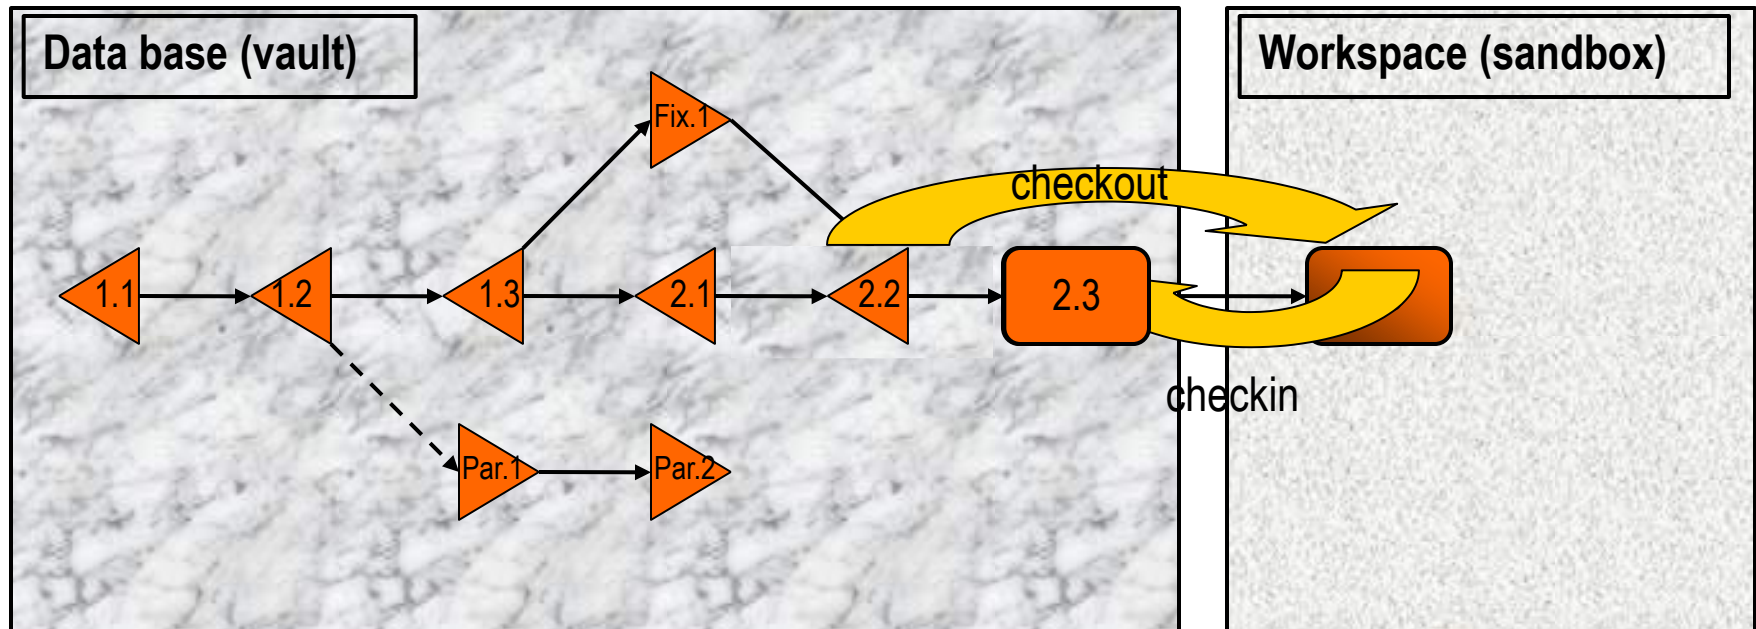 Data base (vault)
Workspace (sandbox)
Fix.1
checkout
1.1
1.2
1.3
2.1
2.2
2.3
checkin
Par.1
Par.2